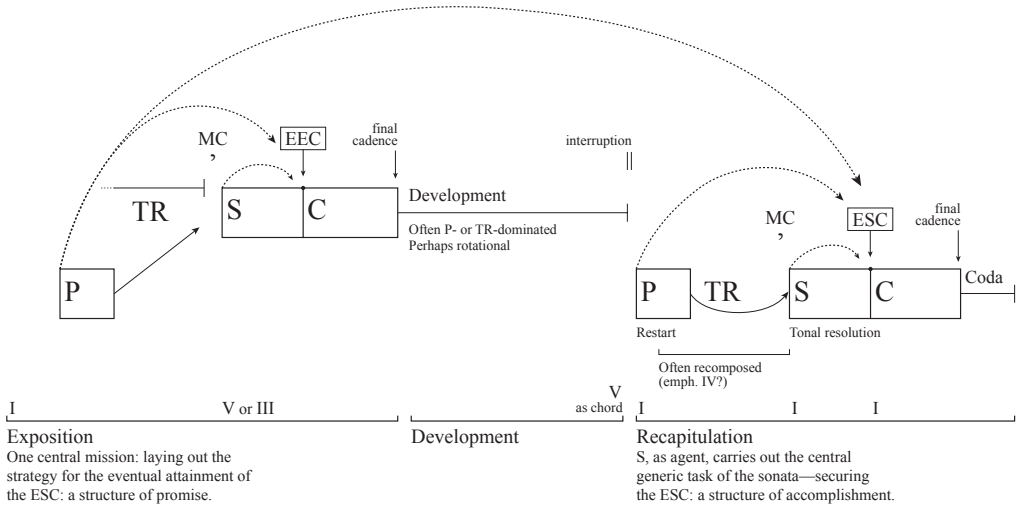 MC
,
EEC
final
cadence
interruption
TR
S
C
Development
Often P- or TR-dominated
Perhaps rotational
P
MC
,
ESC
final
cadence
P
TR
S
C
Coda
Restart
Tonal resolution
Often recomposed
(emph. IV?)
I
V or III
V
as chord
I
I
I
Exposition
One central mission: laying out the
strategy for the eventual attainment of
the ESC: a structure of promise.
Development
Recapitulation
S, as agent, carries out the central
generic task of the sonata—securing
the ESC: a structure of accomplishment.